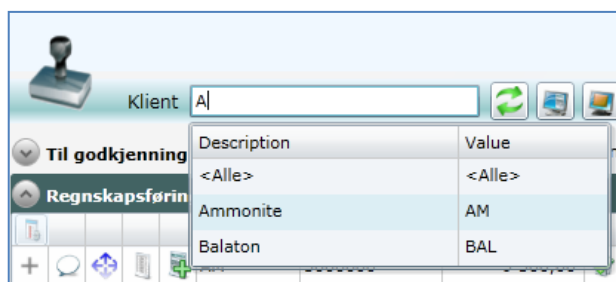 Klient A
Description Value
Til godkjenning
<Alle> <Alle>
Regnskapsførin
Ammonite AM
Balaton BAL